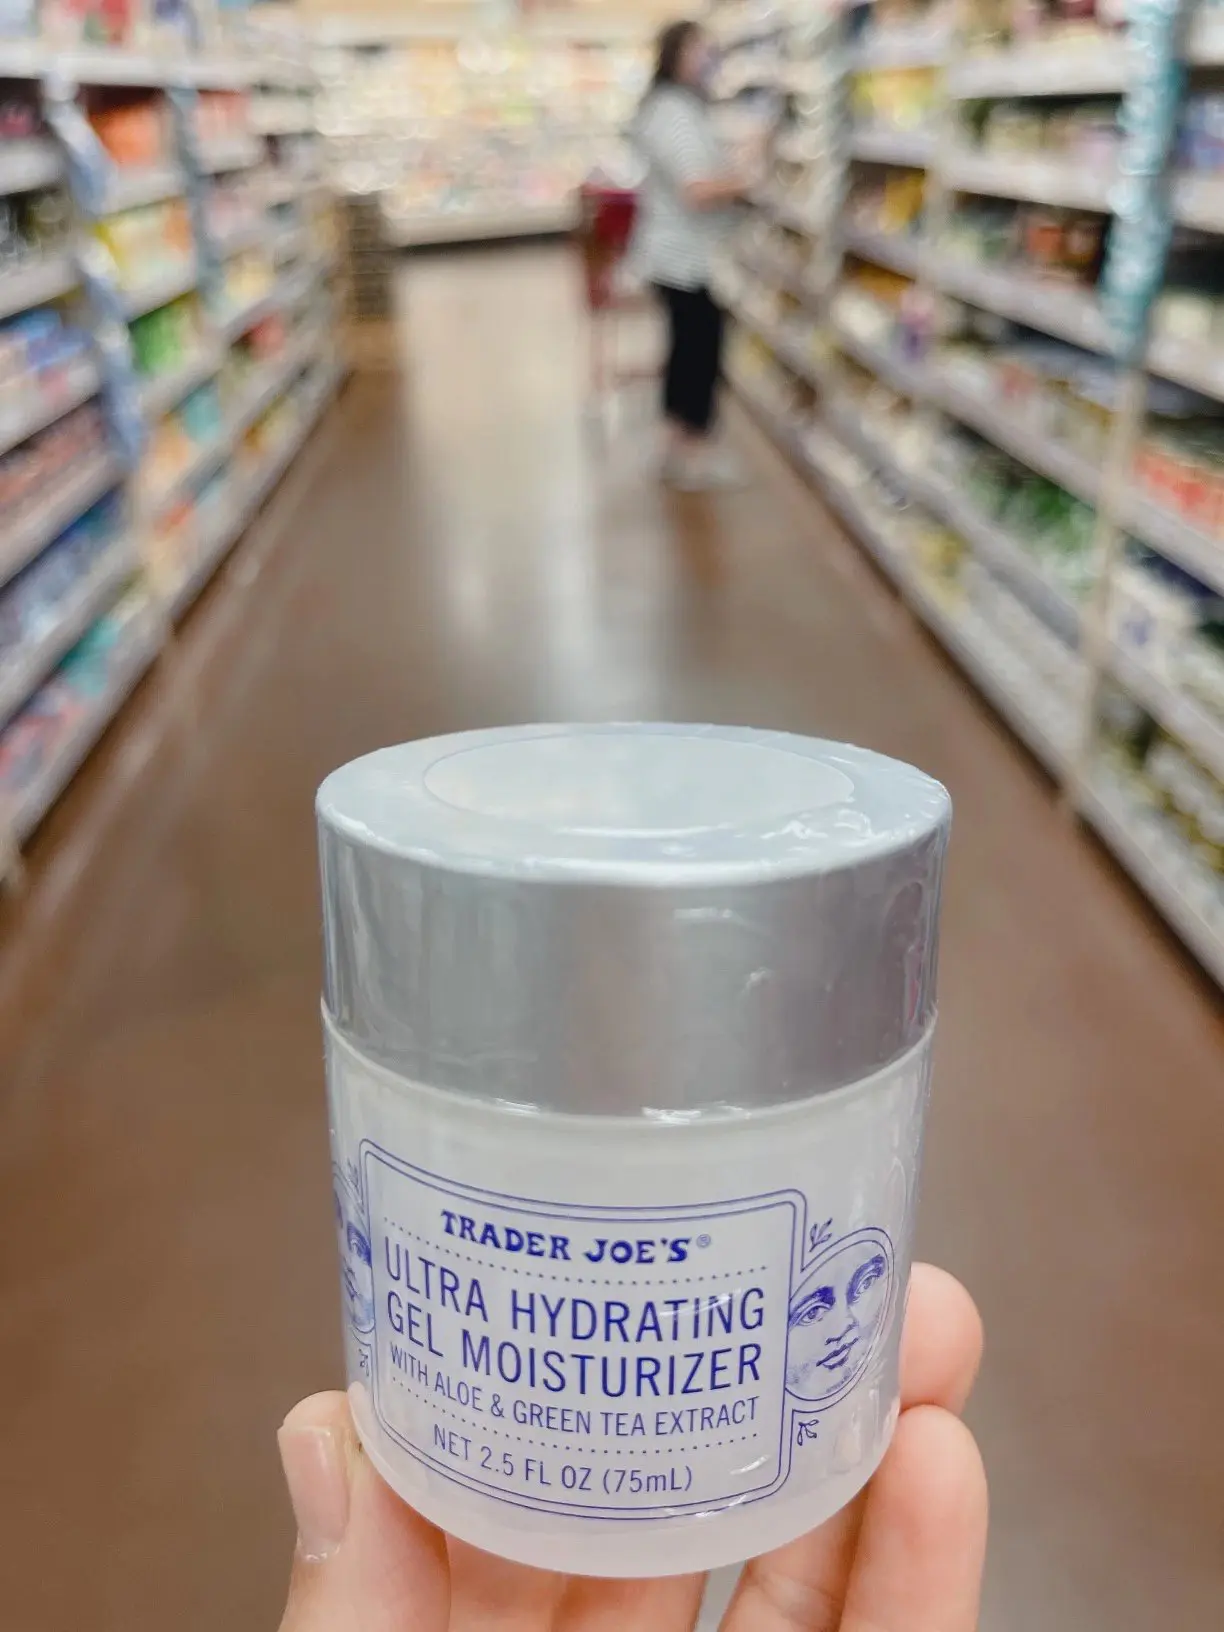 TRADER JOE'S®
ULTRA HYDRATING
GEL MOISTURIZER
WITH ALOE & GREEN TEA EXTRACT
NET 2.5 FL OZ (75mL)